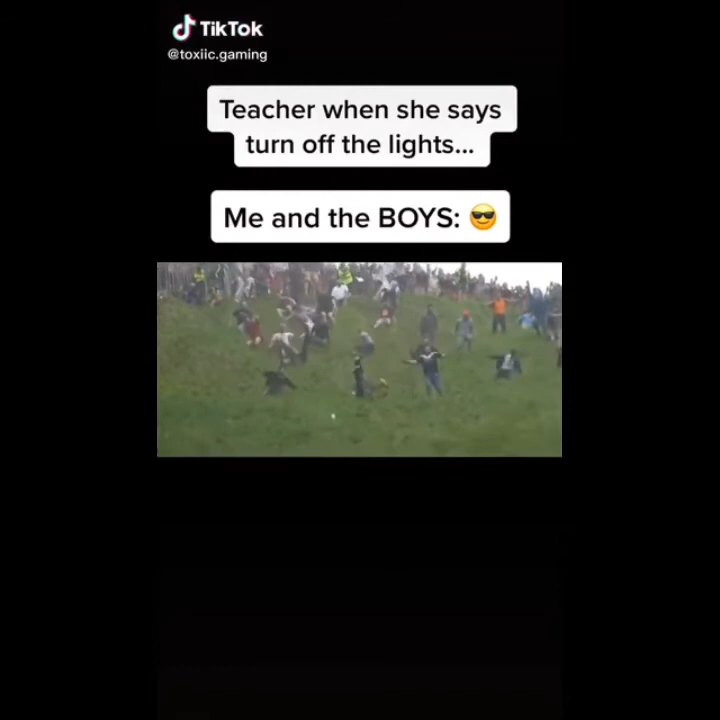 TikTok
@toxiic.gaming
Teacher when she says
turn off the lights...
Me and the BOYS: 😎